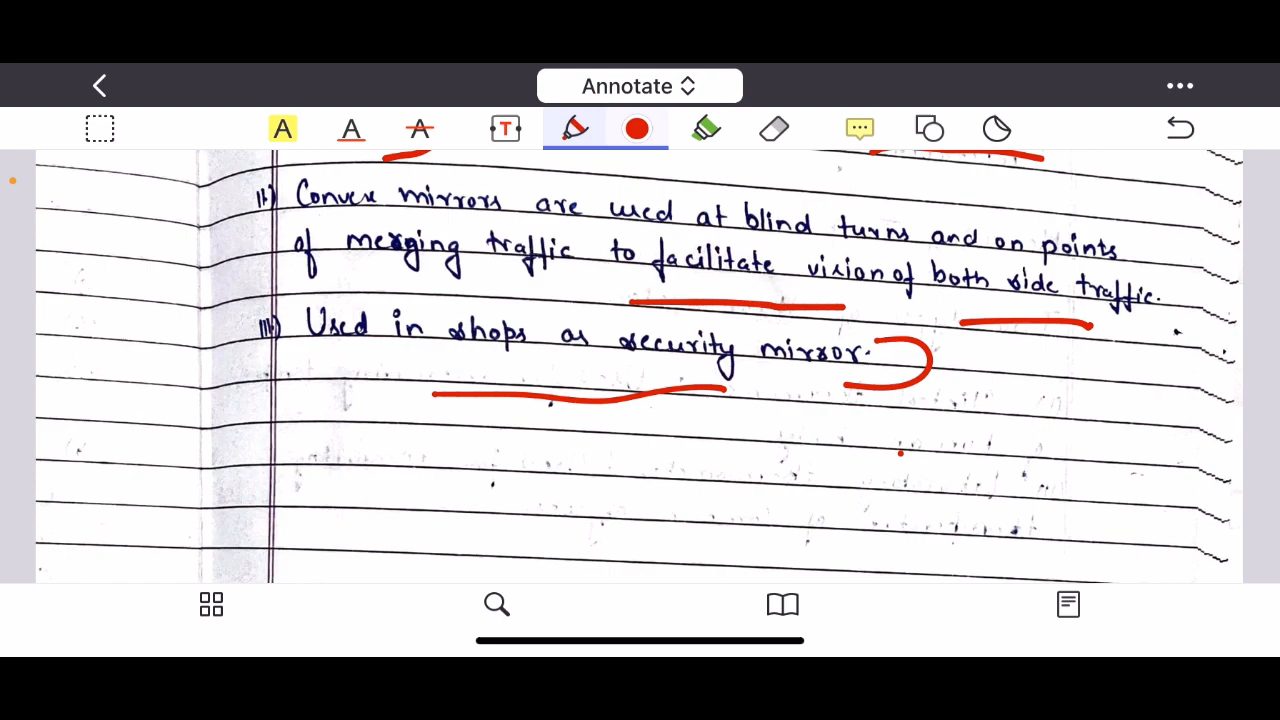 Annotate
A A A T
ii) Convex mirrors are used at blind turns and on points
of merging traffic to facilitate vision of both side traffic.
iii) Used in shops as security mirror.